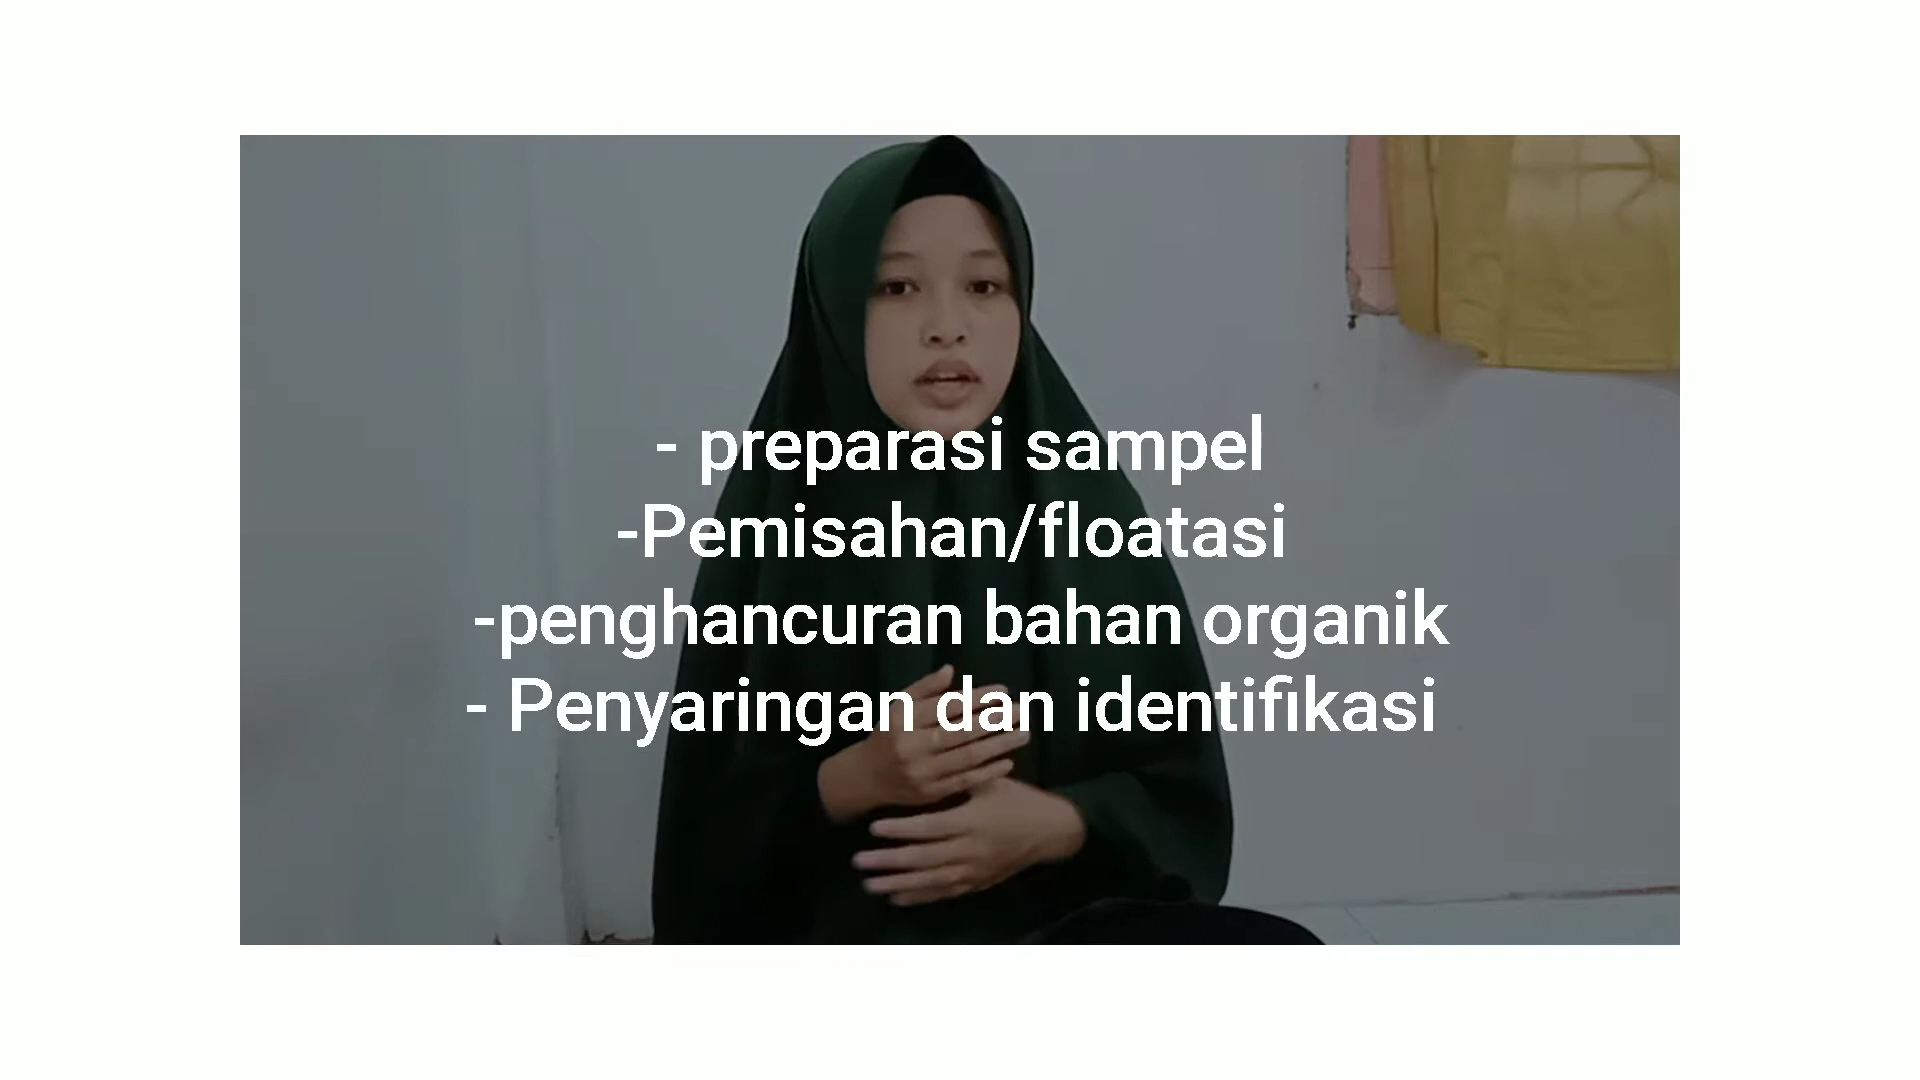 - preparasi sampel
-Pemisahan/floatasi
-penghancuran bahan organik
- Penyaringan dan identifikasi